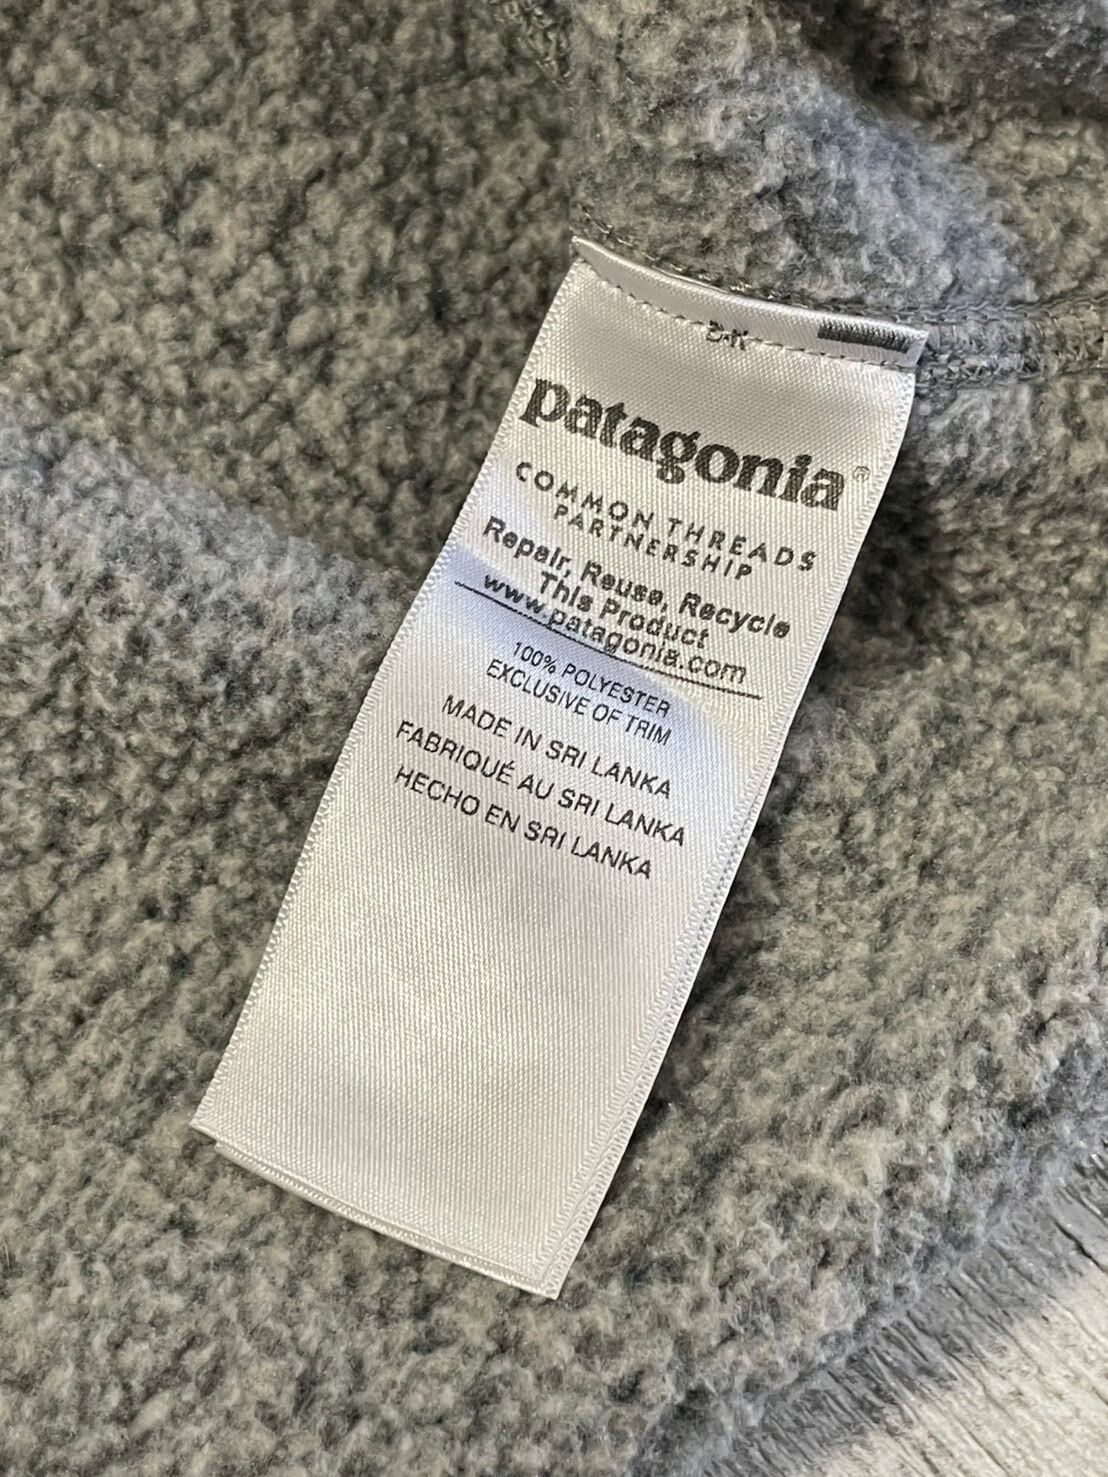 patagonia®
COMMON THREADS
PARTNERSHIP
Repair, Reuse, Recycle
This Product
www.patagonia.com
100% POLYESTER
EXCLUSIVE OF TRIM
MADE IN SRI LANKA
FABRIQUÉ AU SRI LANKA
HECHO EN SRI LANKA